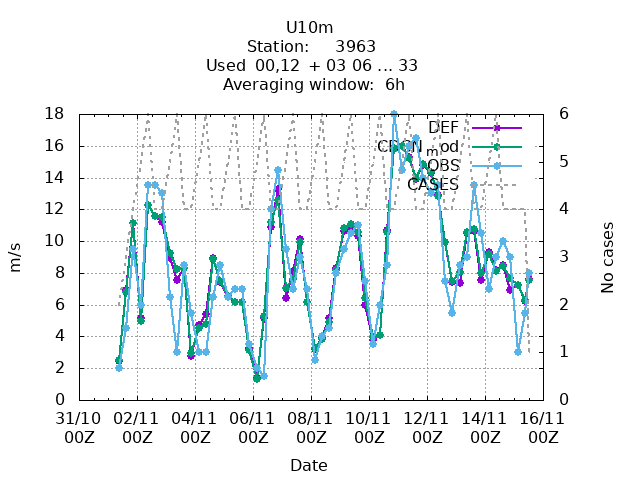 U10m
Station: 3963
Used 00,12 + 03 06 ... 33
Averaging window: 6h
18
16
14
12
10
8
6
4
2
0
m/s
6
5
4
3
2
1
0
No cases
DEF
CDCN_mod
OBS
CASES
31/10 02/11 04/11 06/11 08/11 10/11 12/11 14/11 16/11
00Z 00Z 00Z 00Z 00Z 00Z 00Z 00Z 00Z
Date